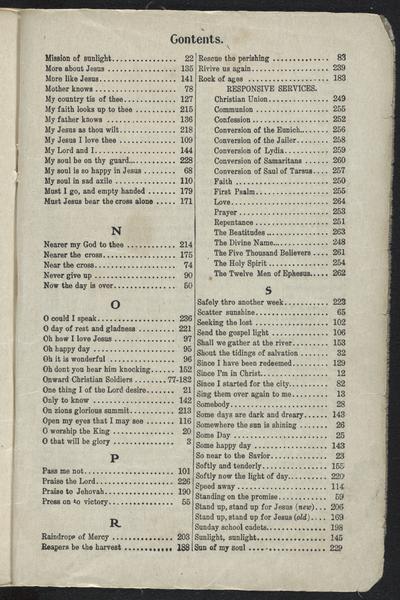 Contents.
Mission of sunlight................ 22
More about Jesus ................. 135
More like Jesus.................... 141
Mother knows .................... 78
My country tis of thee............ 127
My faith looks up to thee ........ 215
My father knows ................. 136
My Jesus as thou wilt............. 218
My Jesus I love thee ............. 109
My Lord and I..................... 144
My soul be on thy guard........... 228
My soul is so happy in Jesus ....... 68
My soul in sad axile .............. 110
Must I go, and empty handed ..... 179
Must Jesus bear the cross alone ..... 171
N
Nearer my God to thee ............ 214
Nearer the cross................... 175
Near the cross..................... 74
Never give up .................... 90
Now the day is over............... 50
O
O could I speak.................... 236
O day of rest and gladness ........ 221
Oh how I love Jesus ............... 97
Oh happy day .................... 95
Oh it is wonderful ................ 96
Oh dont you hear him knocking...... 152
Onward Christian Soldiers ........ 77-182
One thing I of the Lord desire....... 21
Only to know .................... 142
On zions glorious summit........... 213
Open my eyes that I may see ...... 116
O worship the King ............... 20
O that will be glory ............... 3
P
Pass me not....................... 101
Praise the Lord.................... 226
Praise to Jehovah.................. 190
Press on to victory................ 55
R
Raindrops of Mercy ............... 203
Reapers be the harvest ........... 188
Rescue the perishing .............. 83
Rivive us again.................... 239
Rock of ages ..................... 183
RESPONSIVE SERVICES.
Christian Union................ 249
Communion ................... 255
Confession .................... 252
Conversion of the Eunich....... 256
Conversion of the Jailer........ 258
Conversion of Lydia............ 259
Conversion of Samaritans ...... 260
Conversion of Saul of Tarsus.... 257
Faith ......................... 250
First Psalm.................... 255
Love.......................... 264
Prayer ........................ 253
Repentance .................... 251
The Beatitudes ................ 263
The Divine Name............... 248
The Five Thousand Believers .... 261
The Holy Spirit................. 254
The Twelve Men of Ephesus..... 262
S
Safely thro another week........... 223
Scatter sunshine................... 65
Seeking the lost .................. 102
Send the gospel light .............. 106
Shall we gather at the river......... 153
Shout the tidings of salvation ....... 32
Since I have been redeemed......... 129
Since I'm in Christ................. 12
Since I started for the city.......... 82
Sing them over again to me......... 13
Somebody........................ 28
Some days are dark and dreary...... 143
Somewhere the sun is shining ...... 26
Some Day ....................... 25
Some happy day ................. 143
So near to the Savior............... 23
Softly and tenderly................. 155
Softly now the light of day.......... 220
Speed away ...................... 114
Standing on the promise............ 59
Stand up, stand up for Jesus (new)... 206
Stand up, stand up for Jesus (old).... 169
Sunday school cadets............... 198
Sunlight, sunlight.................. 145
Sun of my soul ................... 229